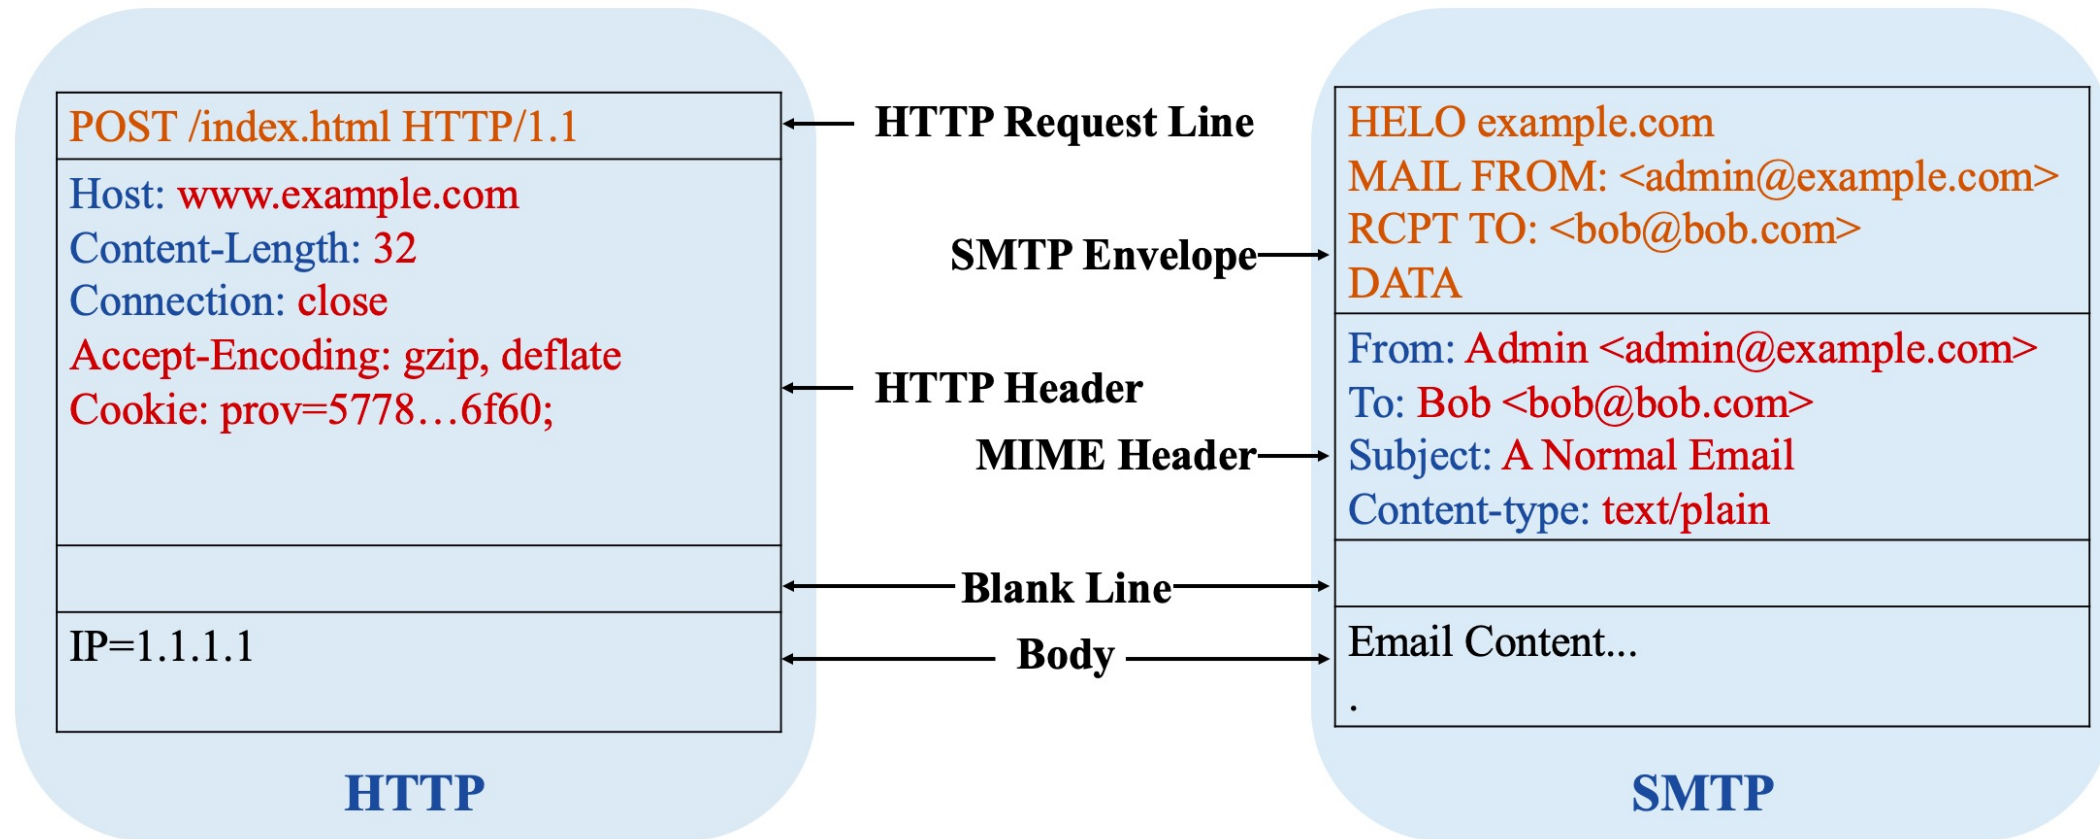 POST /index.html HTTP/1.1
Host: www.example.com
Content-Length: 32
Connection: close
Accept-Encoding: gzip, deflate
Cookie: prov=5778…6f60;
IP=1.1.1.1
HTTP
HTTP Request Line
SMTP Envelope
HTTP Header
MIME Header
Blank Line
Body
HELO example.com
MAIL FROM: <admin@example.com>
RCPT TO: <bob@bob.com>
DATA
From: Admin <admin@example.com>
To: Bob <bob@bob.com>
Subject: A Normal Email
Content-type: text/plain
Email Content...
.
SMTP